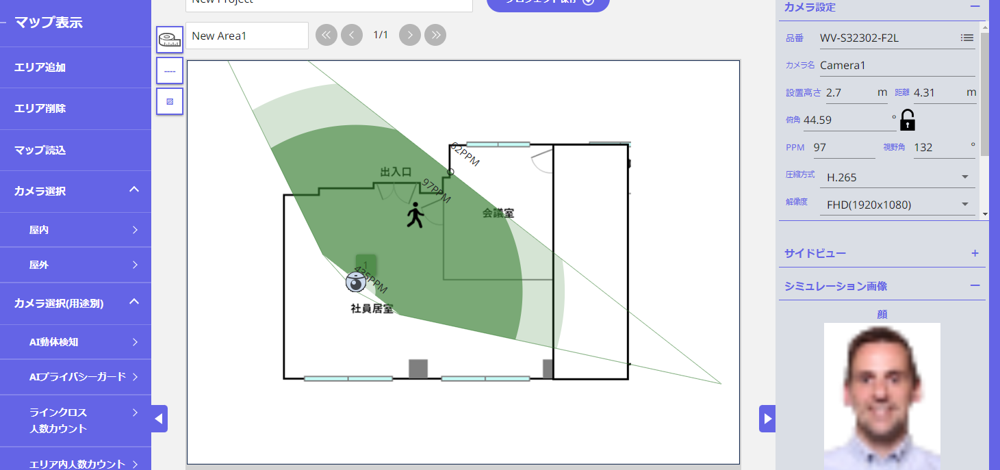 マップ表示
エリア追加
エリア削除
マップ読込
カメラ選択
屋内
屋外
カメラ選択(用途別)
AI動体検知
AIプライバシーガード
ラインクロス
人数カウント
エリア内人数カウント
New Project
プロジェクト保存
New Area1
1/1
62PPM
出入口
97PPM
会議室
1
435PPM
社員居室
カメラ設定
品番 WV-S32302-F2L
カメラ名 Camera1
設置高さ 2.7 m 距離 4.31 m
俯角 44.59 °
PPM 97 視野角 132 °
圧縮方式 H.265
解像度 FHD(1920x1080)
サイドビュー
シミュレーション画像
顔